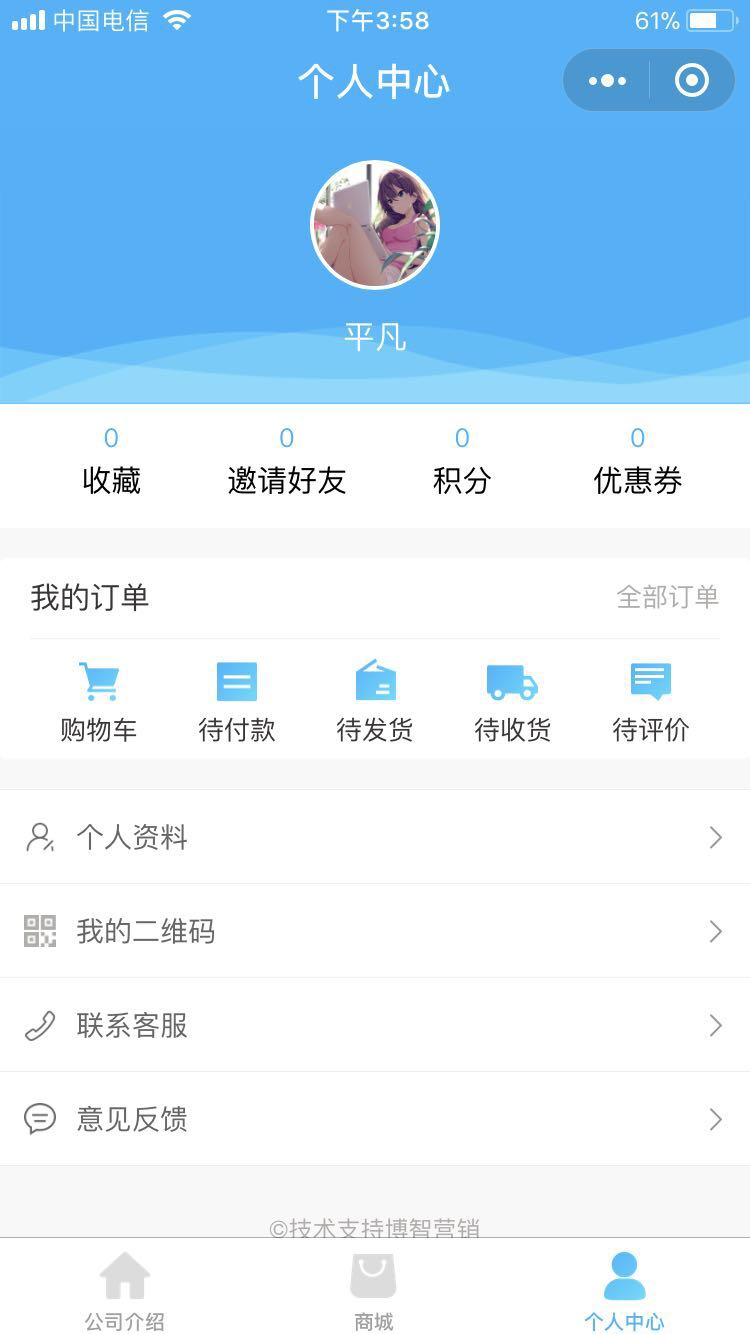 中国电信 下午3:58 61%
个人中心
平凡
0 0 0 0
收藏 邀请好友 积分 优惠券
我的订单 全部订单
购物车 待付款 待发货 待收货 待评价
个人资料
我的二维码
联系客服
意见反馈
©技术支持博智营销
公司介绍 商城 个人中心